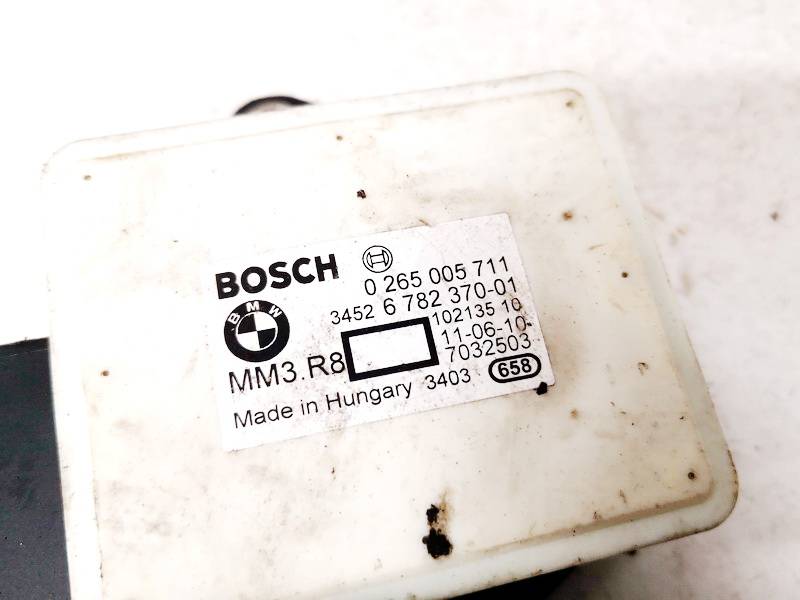 BOSCH
0 265 005 711
3452 6 782 370-01
BMW
102135 10
11-06-10
MM3.R8
7032503
Made in Hungary 3403 658